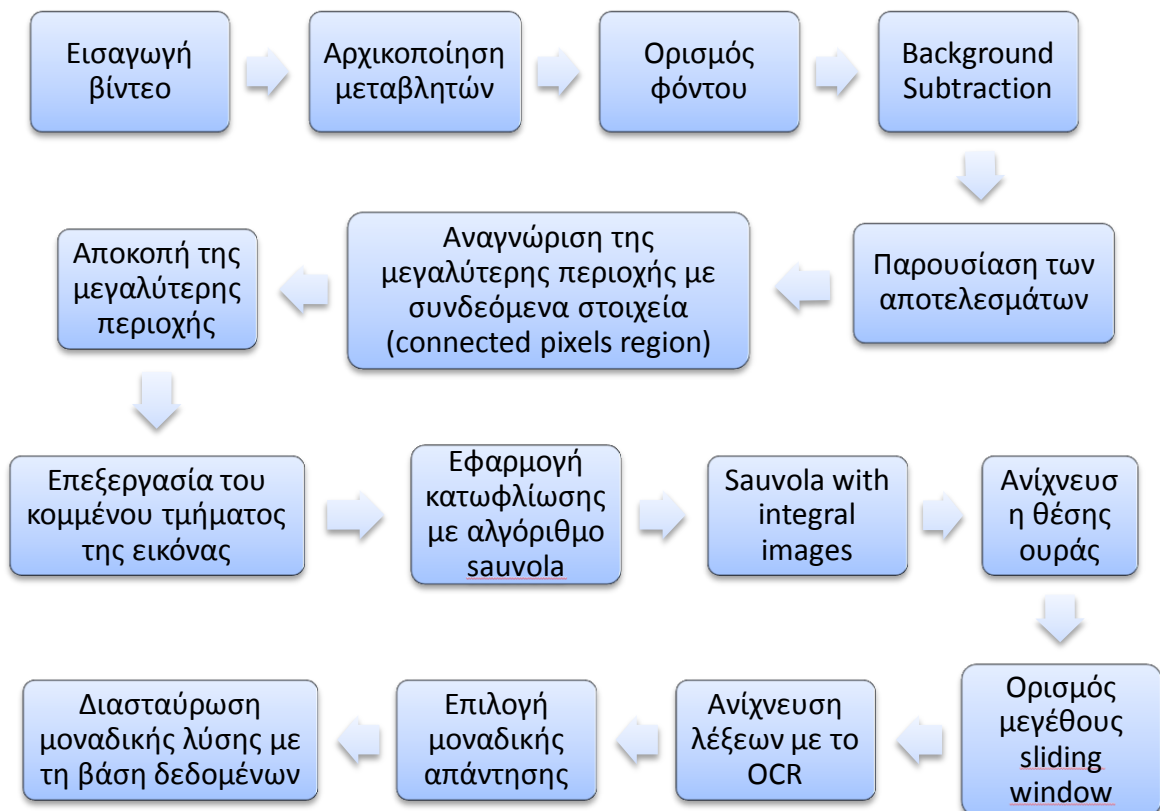 Εισαγωγή
βίντεο
Αρχικοποίηση
μεταβλητών
Ορισμός
φόντου
Background
Subtraction
Παρουσίαση των
αποτελεσμάτων
Αναγνώριση της
μεγαλύτερης περιοχής με
συνδεόμενα στοιχεία
(connected pixels region)
Αποκοπή της
μεγαλύτερης
περιοχής
Επεξεργασία του
κομμένου τμήματος
της εικόνας
Εφαρμογή
κατωφλίωσης
με αλγόριθμο
sauvola
Sauvola with
integral
images
Ανίχνευσ
η θέσης
ουράς
Ορισμός
μεγέθους
sliding
window
Ανίχνευση
λέξεων με το
OCR
Επιλογή
μοναδικής
απάντησης
Διασταύρωση
μοναδικής λύσης με
τη βάση δεδομένων